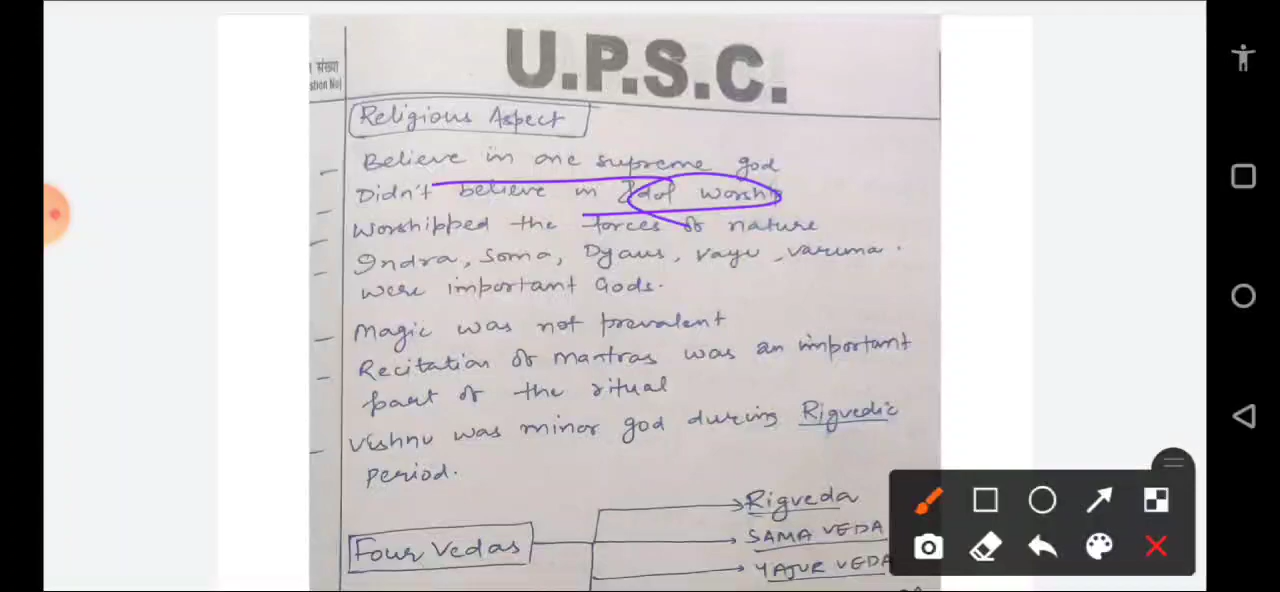 U.P.S.C.
संख्या
stion No)
Religious Aspect
- Believe in one supreme god
- Didn't believe in Idol worship
- Worshipped the forces of nature
- Indra, Soma, Dyaus, Vayu, Varuna.
were important Gods.
- Magic was not prevalent
- Recitation of Mantras was an important
part of the ritual
- Vishnu was minor god during Rigvedic
Period.
Four Vedas
Rigveda
SAMA VEDA
YAJUR VEDA